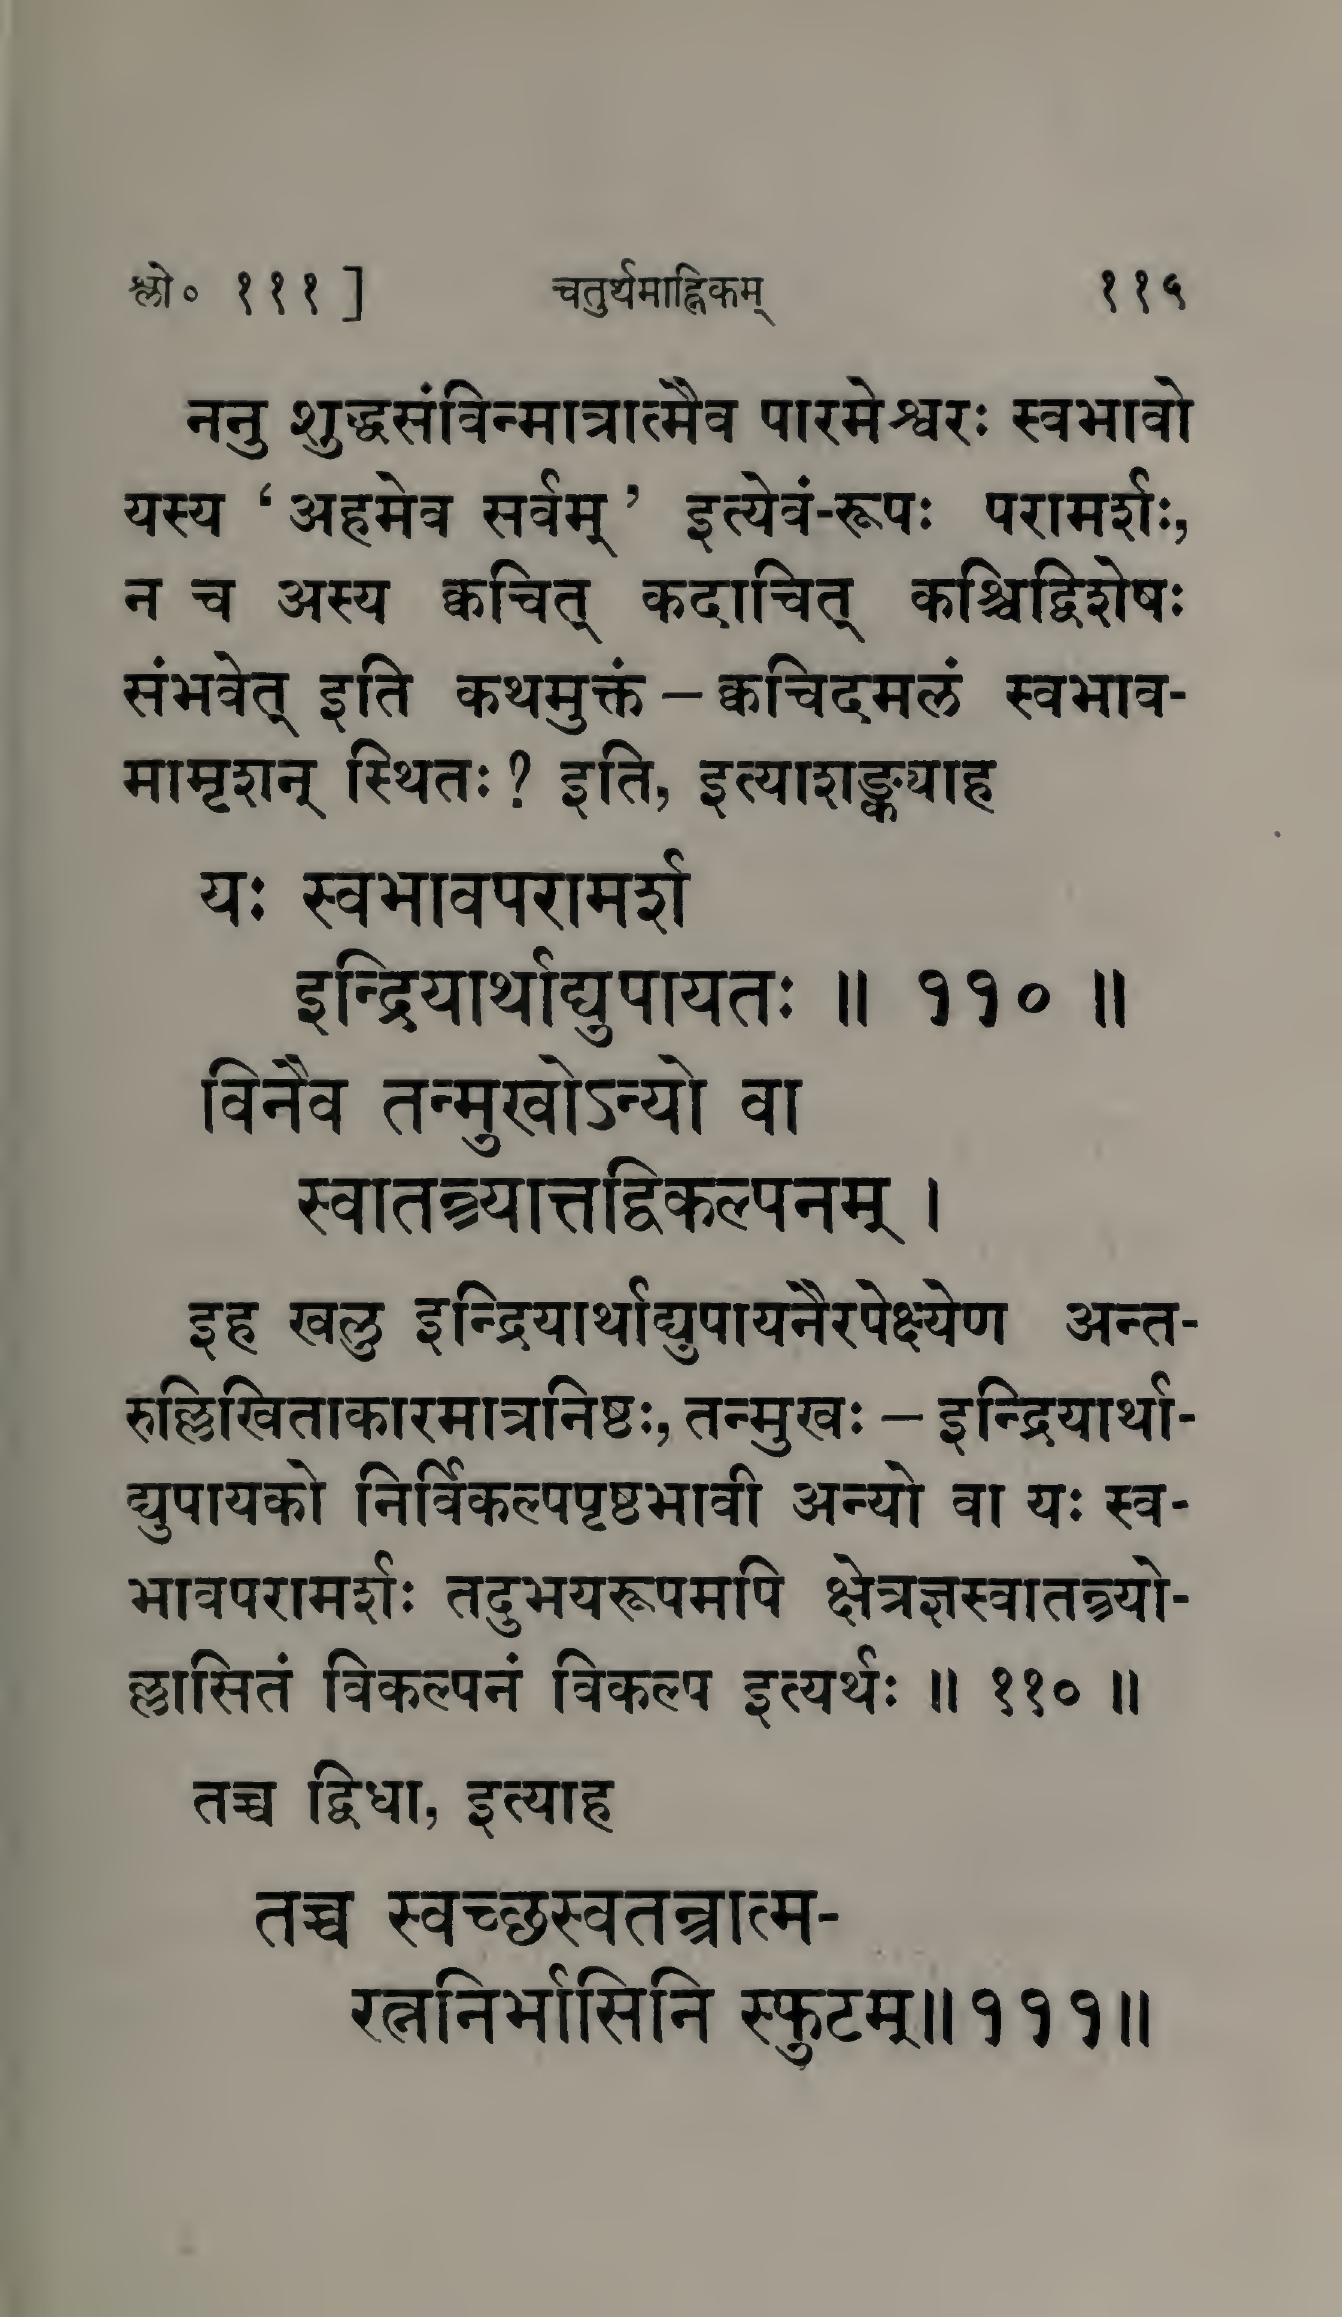 श्लो० १११] चतुर्थमाह्निकम् ११५
ननु शुद्धसंविन्मात्रात्मैव पारमेश्वरः स्वभावो
यस्य ‘अहमेव सर्वम्’ इत्येवं-रूपः परामर्शः,
न च अस्य क्वचित् कदाचित् कश्चिद्विशेषः
संभवेत् इति कथमुक्तं – क्वचिदमलं स्वभाव-
मामृशन् स्थितः? इति, इत्याशङ्क्याह
यः स्वभावपरामर्श
इन्द्रियार्थाद्युपायतः ॥ ११० ॥
विनैव तन्मुखोऽन्यो वा
स्वातन्त्र्यात्तद्विकल्पनम् ।
इह खलु इन्द्रियार्थाद्युपायनैरपेक्ष्येण अन्त-
रुल्लिखिताकारमात्रनिष्ठः, तन्मुखः – इन्द्रियार्था-
द्युपायको निर्विकल्पपृष्ठभावी अन्यो वा यः स्व-
भावपरामर्शः तदुभयरूपमपि क्षेत्रज्ञस्वातन्त्र्यो-
ल्लासितं विकल्पनं विकल्प इत्यर्थः ॥ ११० ॥
तच्च द्विधा, इत्याह
तच्च स्वच्छस्वतन्त्रात्म-
रत्ननिर्भासिनि स्फुटम्॥१११॥